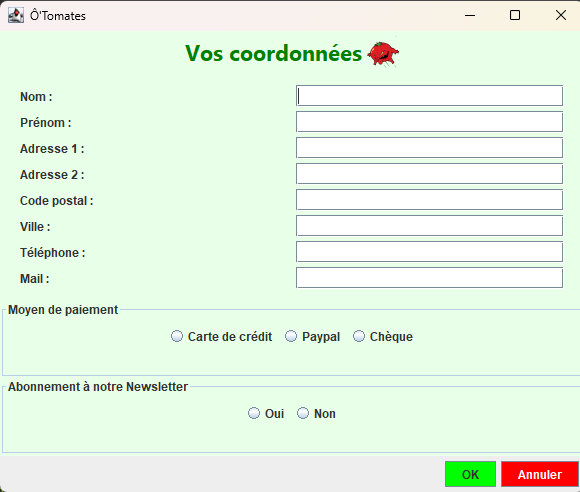 Ô'Tomates
Vos coordonnées
Nom :
Prénom :
Adresse 1 :
Adresse 2 :
Code postal :
Ville :
Téléphone :
Mail :
Moyen de paiement
Carte de crédit Paypal Chèque
Abonnement à notre Newsletter
Oui Non
OK Annuler